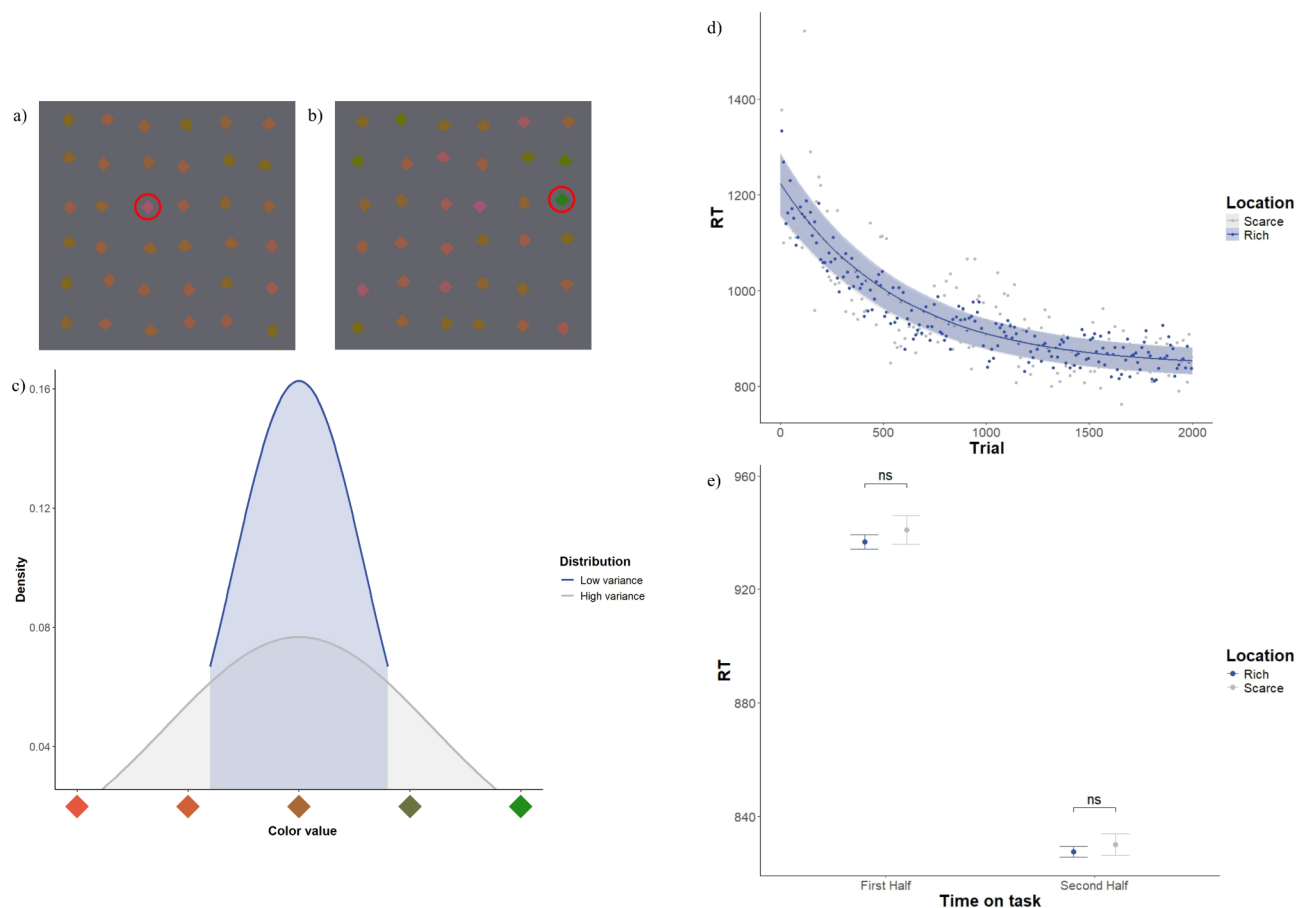 a)
b)
c)
0.16
0.12
0.08
0.04
Density
Color value
Distribution
Low variance
High variance
d)
1400
1200
1000
800
RT
0
500
1000
1500
2000
Trial
Location
Scarce
Rich
e)
960
920
880
840
RT
ns
ns
First Half
Second Half
Time on task
Location
Rich
Scarce